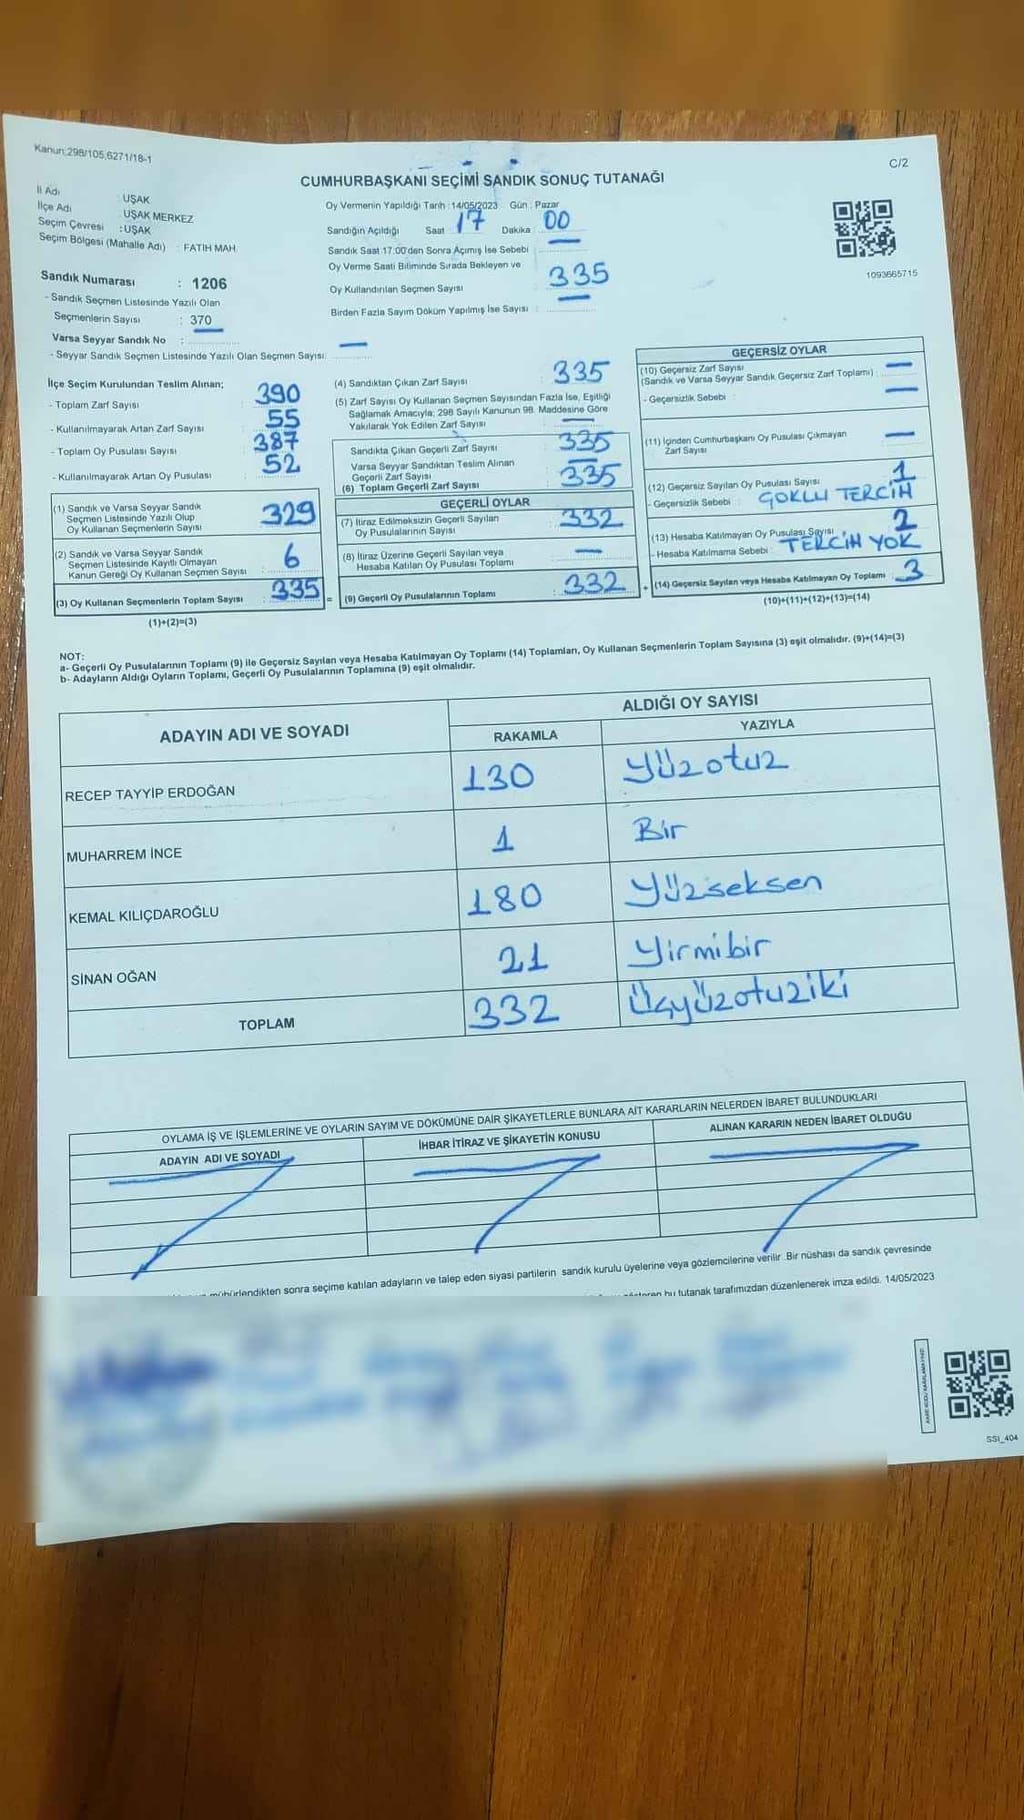 Kanun:298/105,6271/18-1
C/2
CUMHURBAŞKANI SEÇİMİ SANDIK SONUÇ TUTANAĞI
İl Adı : UŞAK
İlçe Adı : UŞAK MERKEZ
Seçim Çevresi : UŞAK
Seçim Bölgesi (Mahalle Adı) : FATIH MAH.
Sandık Numarası : 1206
- Sandık Seçmen Listesinde Yazılı Olan
Seçmenlerin Sayısı : 370
Varsa Seyyar Sandık No :
- Seyyar Sandık Seçmen Listesinde Yazılı Olan Seçmen Sayısı:
Oy Vermenin Yapıldığı Tarih :14/05/2023 Gün : Pazar
Sandığın Açıldığı Saat 17 Dakika : 00
Sandık Saat 17:00'den Sonra Açımış İse Sebebi :
Oy Verme Saati Bitiminde Sırada Bekleyen ve
Oy Kullandırılan Seçmen Sayısı : 335
Birden Fazla Sayım Döküm Yapılmış İse Sayısı :
1093665715
İlçe Seçim Kurulundan Teslim Alınan;
- Toplam Zarf Sayısı : 390
- Kullanılmayarak Artan Zarf Sayısı : 55
- Toplam Oy Pusulası Sayısı : 387
- Kullanılmayarak Artan Oy Pusulası : 52
(1) Sandık ve Varsa Seyyar Sandık
Seçmen Listesinde Yazılı Olup
Oy Kullanan Seçmenlerin Sayısı : 329
(2) Sandık ve Varsa Seyyar Sandık
Seçmen Listesinde Kayıtlı Olmayan
Kanun Gereği Oy Kullanan Seçmen Sayısı : 6
(3) Oy Kullanan Seçmenlerin Toplam Sayısı : 335 =
(1)+(2)=(3)
(4) Sandıktan Çıkan Zarf Sayısı : 335
(5) Zarf Sayısı Oy Kullanan Seçmen Sayısından Fazla İse, Eşitliği
Sağlamak Amacıyla; 298 Sayılı Kanunun 98. Maddesine Göre
Yakılarak Yok Edilen Zarf Sayısı :
Sandıkta Çıkan Geçerli Zarf Sayısı : 335
Varsa Seyyar Sandıktan Teslim Alınan
Geçerli Zarf Sayısı :
(6) Toplam Geçerli Zarf Sayısı : 335
GEÇERLİ OYLAR
(7) İtiraz Edilmeksizin Geçerli Sayılan
Oy Pusulalarının Sayısı : 332
(8) İtiraz Üzerine Geçerli Sayılan veya
Hesaba Katılan Oy Pusulası Toplamı :
(9) Geçerli Oy Pusulalarının Toplamı : 332 +
GEÇERSİZ OYLAR
(10) Geçersiz Zarf Sayısı
(Sandık ve Varsa Seyyar Sandık Geçersiz Zarf Toplamı) :
- Geçersizlik Sebebi :
(11) İçinden Cumhurbaşkanı Oy Pusulası Çıkmayan
Zarf Sayısı
(12) Geçersiz Sayılan Oy Pusulası Sayısı : 1
- Geçersizlik Sebebi : ÇOKLU TERCİH
(13) Hesaba Katılmayan Oy Pusulası Sayısı : 2
- Hesaba Katılmama Sebebi : TERCİH YOK
(14) Geçersiz Sayılan veya Hesaba Katılmayan Oy Toplamı : 3
(10)+(11)+(12)+(13)=(14)
NOT:
a- Geçerli Oy Pusulalarının Toplamı (9) ile Geçersiz Sayılan veya Hesaba Katılmayan Oy Toplamı (14) Toplamları, Oy Kullanan Seçmenlerin Toplam Sayısına (3) eşit olmalıdır. (9)+(14)=(3)
b- Adayların Aldığı Oyların Toplamı, Geçerli Oy Pusulalarının Toplamına (9) eşit olmalıdır.
ADAYIN ADI VE SOYADI
ALDIĞI OY SAYISI
RAKAMLA YAZIYLA
RECEP TAYYİP ERDOĞAN 130 Yüzotuz
MUHARREM İNCE 1 Bir
KEMAL KILIÇDAROĞLU 180 Yüzseksen
SİNAN OĞAN 21 Yirmibir
TOPLAM 332 Üçyüzotuziki
OYLAMA İŞ VE İŞLEMLERİNE VE OYLARIN SAYIM VE DÖKÜMÜNE DAİR ŞİKAYETLERLE BUNLARA AİT KARARLARIN NELERDEN İBARET BULUNDUKLARI
ADAYIN ADI VE SOYADI İHBAR İTİRAZ VE ŞİKAYETİN KONUSU ALINAN KARARIN NEDEN İBARET OLDUĞU
mühürlendikten sonra seçime katılan adayların ve talep eden siyasi partilerin sandık kurulu üyelerine veya gözlemcilerine verilir. Bir nüshası da sandık çevresinde
bu tutanak tarafımızdan düzenlenerek imza edildi. 14/05/2023
SSI_404